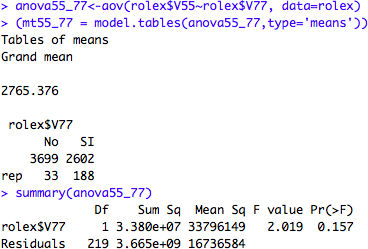 > anova55_77<-aov(rolex$V55~rolex$V77, data=rolex)
> (mt55_77 = model.tables(anova55_77,type='means'))
Tables of means
Grand mean
2765.376
rolex$V77
No SI
3699 2602
rep 33 188
> summary(anova55_77)
Df Sum Sq Mean Sq F value Pr(>F)
rolex$V77 1 3.380e+07 33796149 2.019 0.157
Residuals 219 3.665e+09 16736584